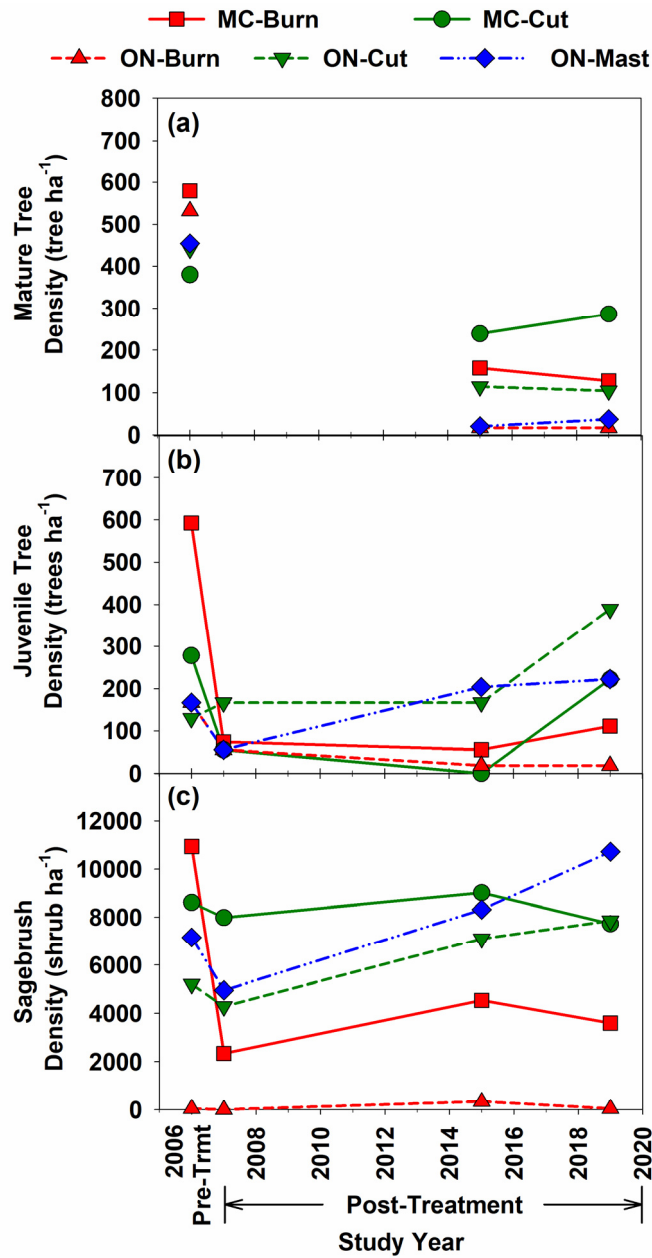 MC-Burn MC-Cut
ON-Burn ON-Cut ON-Mast
(a)
800
700
600
500
400
300
200
100
0
Mature Tree
Density (tree ha⁻¹)
(b)
700
600
500
400
300
200
100
0
Juvenile Tree
Density (trees ha⁻¹)
(c)
12000
10000
8000
6000
4000
2000
0
Sagebrush
Density (shrub ha⁻¹)
2006 Pre-Trmt 2008 2010 2012 2014 2016 2018 2020
Post-Treatment
Study Year